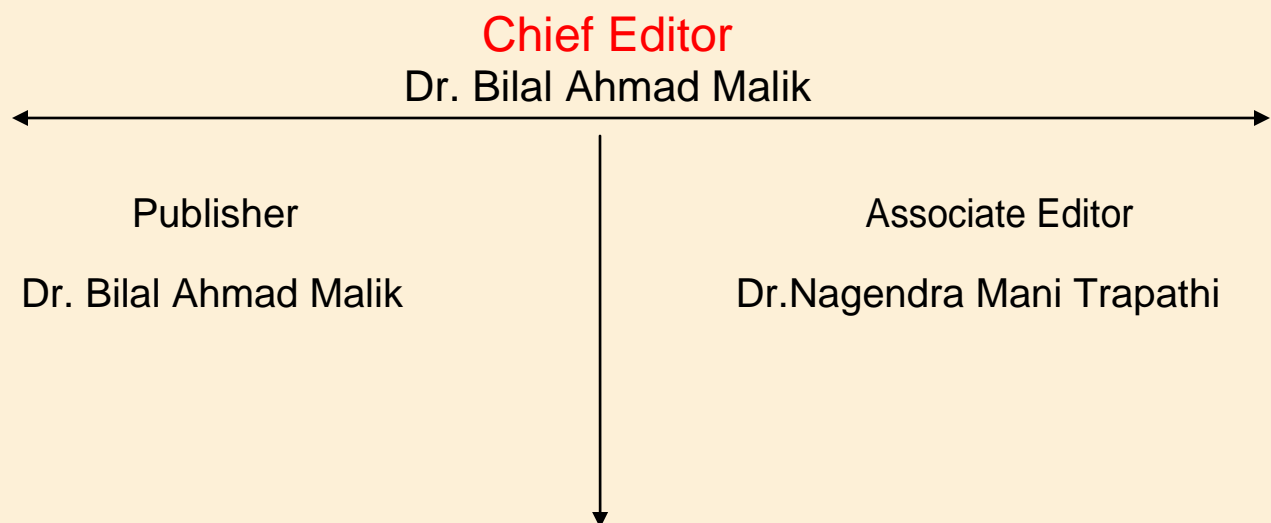 Chief Editor
Dr. Bilal Ahmad Malik
Publisher
Associate Editor
Dr. Bilal Ahmad Malik
Dr.Nagendra Mani Trapathi